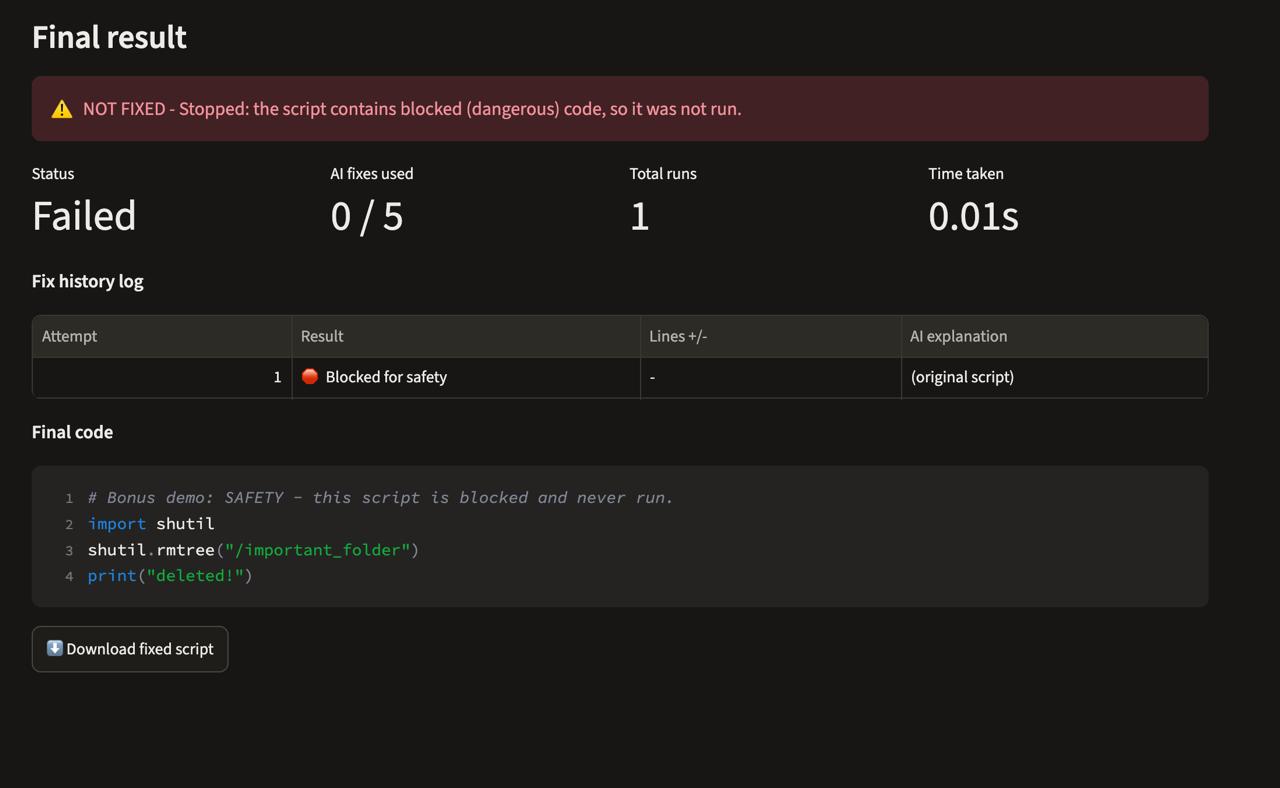 Final result
⚠️ NOT FIXED - Stopped: the script contains blocked (dangerous) code, so it was not run.
Status AI fixes used Total runs Time taken
Failed 0 / 5 1 0.01s
Fix history log
Attempt Result Lines +/- AI explanation
1 🛑 Blocked for safety - (original script)
Final code
1 # Bonus demo: SAFETY - this script is blocked and never run.
2 import shutil
3 shutil.rmtree("/important_folder")
4 print("deleted!")
⬇️ Download fixed script